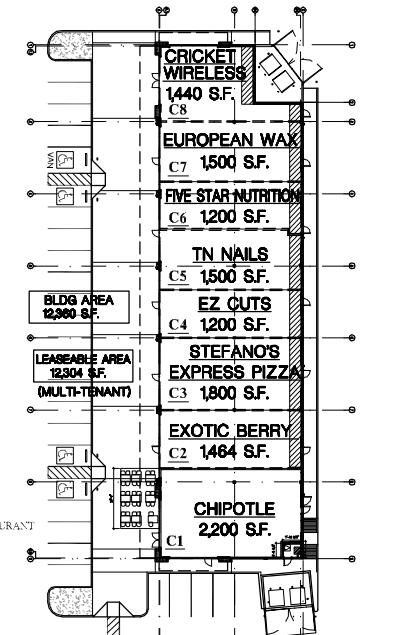 CRICKET
WIRELESS
1,440 S.F.
C8
EUROPEAN WAX
C7 1,500 S.F.
VAN
FIVE STAR NUTRITION
C6 1,200 S.F.
TN NAILS
C5 1,500 S.F.
BLDG AREA
12,360 S.F.
EZ CUTS
C4 1,200 S.F.
LEASEABLE AREA
12,304 S.F.
(MULTI-TENANT)
STEFANO'S
EXPRESS PIZZA
C3 1,800 S.F.
EXOTIC BERRY
C2 1,464 S.F.
CHIPOTLE
2,200 S.F.
C1
URANT